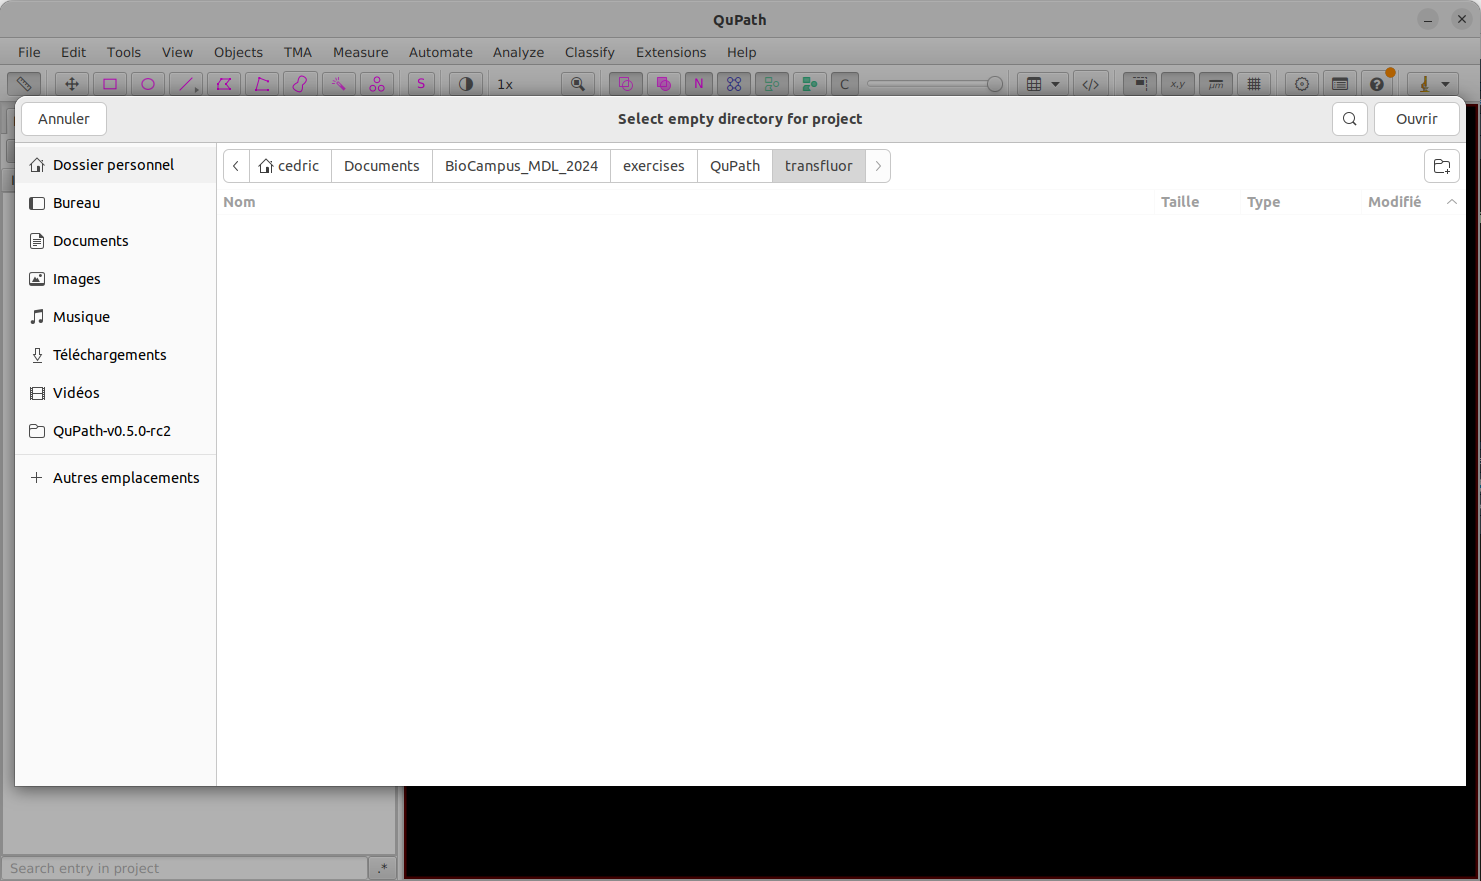 QuPath
File Edit Tools View Objects TMA Measure Automate Analyze Classify Extensions Help
S 1x N C x,y µm </> ?
Annuler Select empty directory for project Ouvrir
cedric Documents BioCampus_MDL_2024 exercises QuPath transfluor
Nom Taille Type Modifié
Dossier personnel
Bureau
Documents
Images
Musique
Téléchargements
Vidéos
QuPath-v0.5.0-rc2
Autres emplacements
Search entry in project .*